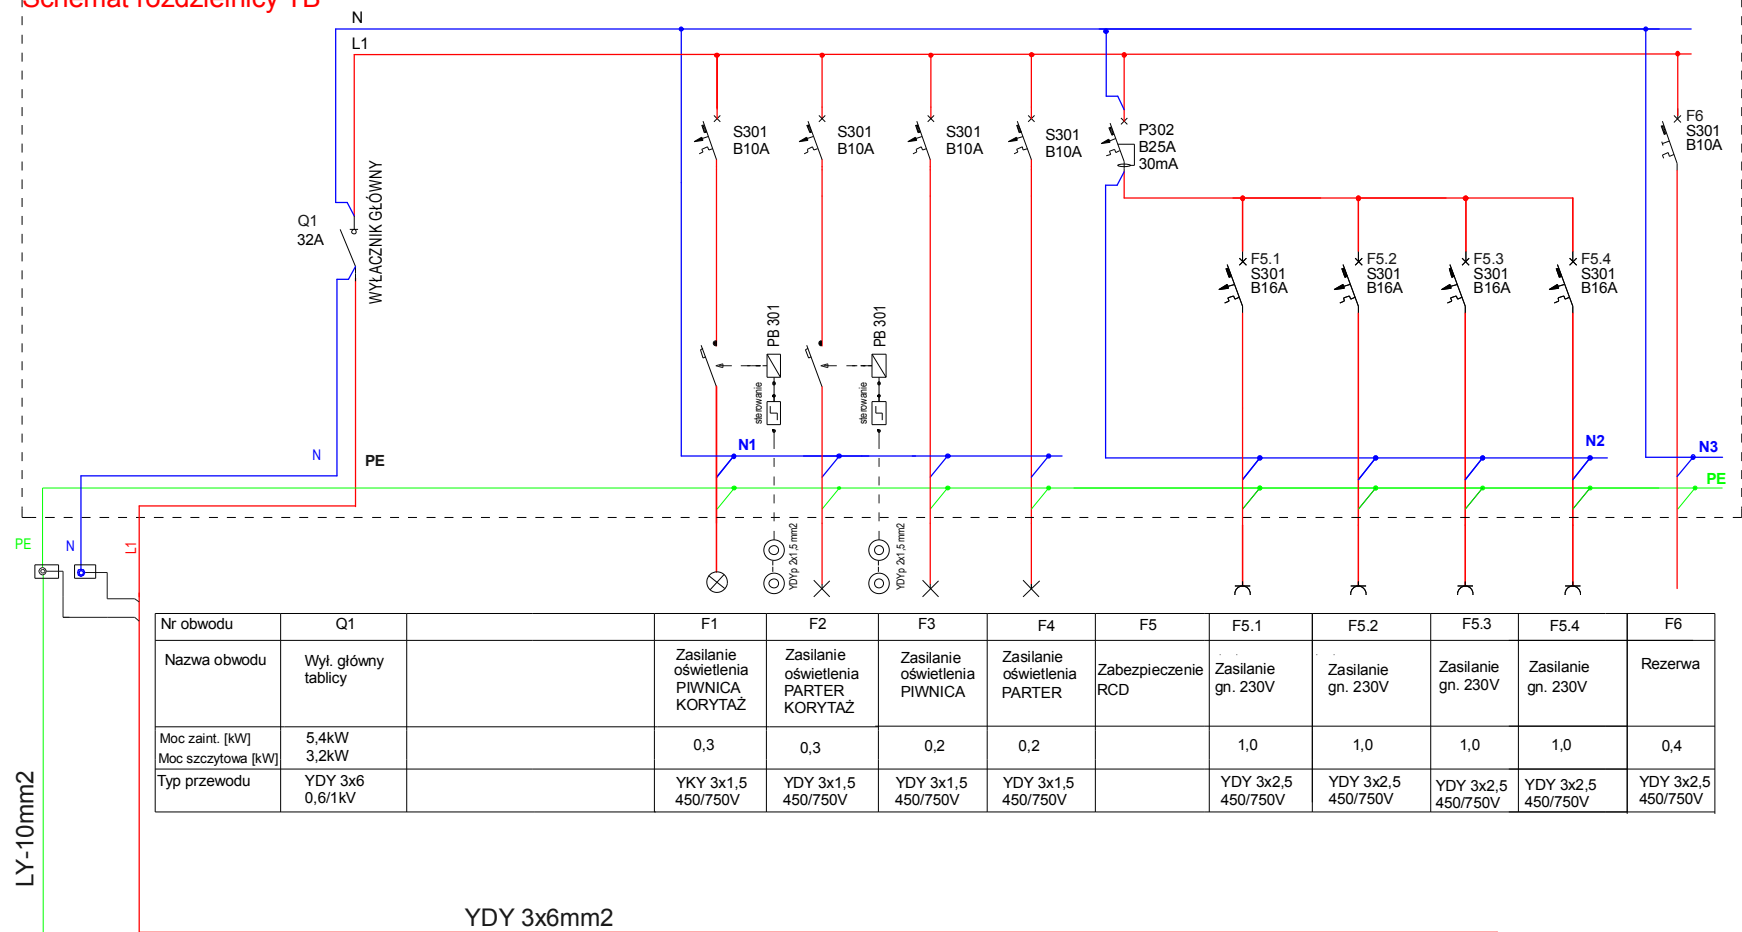 Schemat rozdzielnicy TB
N
L1
S301
B10A
S301
B10A
S301
B10A
S301
B10A
P302
B25A
30mA
F6
S301
B10A
Q1
32A
WYŁACZNIK GŁÓWNY
F5.1
S301
B16A
F5.2
S301
B16A
F5.3
S301
B16A
F5.4
S301
B16A
PB 301
sterowanie
PB 301
sterowanie
N
PE
N1
N2
N3
PE
PE
N
L1
YDYp 2x1,5 mm2
YDYp 2x1,5 mm2
Nr obwodu Q1 F1 F2 F3 F4 F5 F5.1 F5.2 F5.3 F5.4 F6
Nazwa obwodu
Wył. główny
tablicy
Zasilanie
oświetlenia
PIWNICA
KORYTAŻ
Zasilanie
oświetlenia
PARTER
KORYTAŻ
Zasilanie
oświetlenia
PIWNICA
Zasilanie
oświetlenia
PARTER
Zabezpieczenie
RCD
Zasilanie
gn. 230V
Zasilanie
gn. 230V
Zasilanie
gn. 230V
Zasilanie
gn. 230V
Rezerwa
Moc zaint. [kW] 5,4kW
Moc szczytowa [kW] 3,2kW
0,3 0,3 0,2 0,2 1,0 1,0 1,0 1,0 0,4
Typ przewodu
YDY 3x6
0,6/1kV
YKY 3x1,5
450/750V
YDY 3x1,5
450/750V
YDY 3x1,5
450/750V
YDY 3x1,5
450/750V
YDY 3x2,5
450/750V
YDY 3x2,5
450/750V
YDY 3x2,5
450/750V
YDY 3x2,5
450/750V
YDY 3x2,5
450/750V
LY-10mm2
YDY 3x6mm2